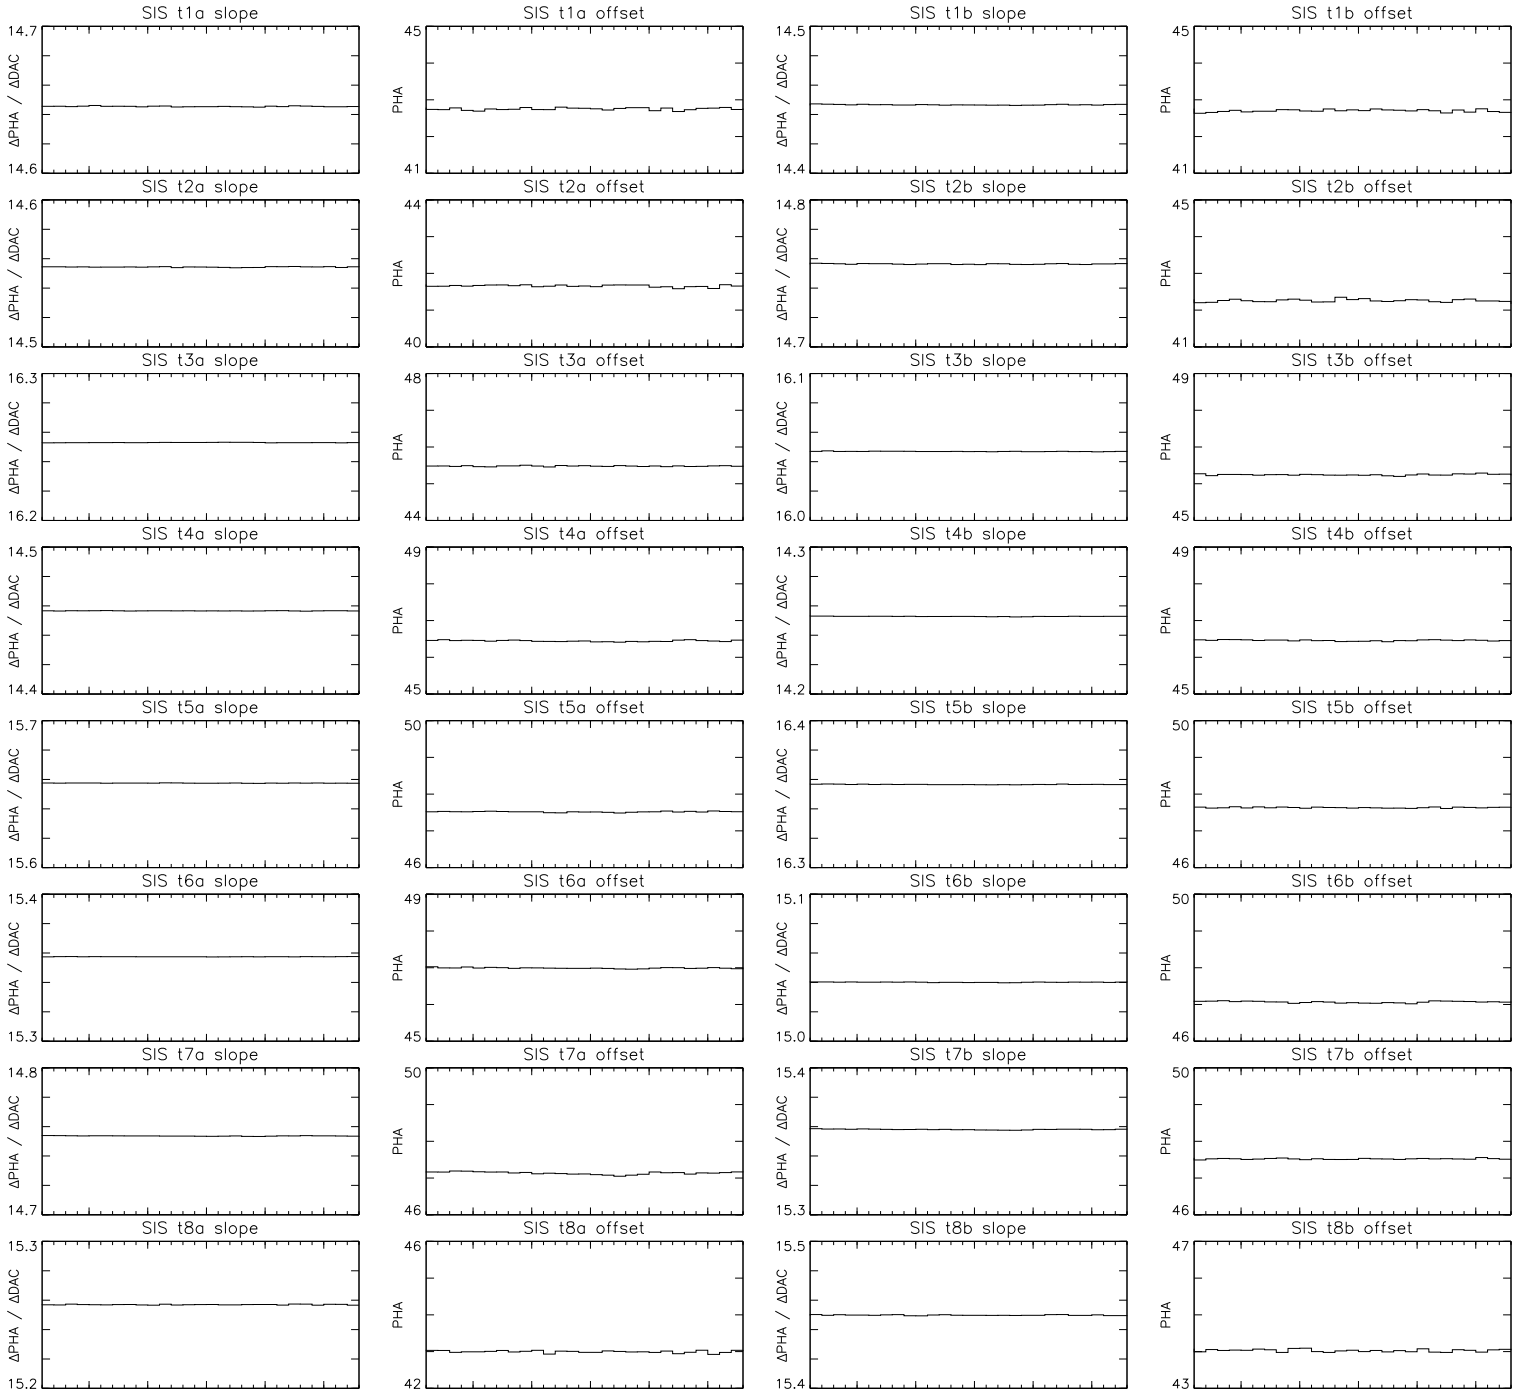 SIS t1a slope SIS t1a offset SIS t1b slope SIS t1b offset
14.7 45 14.5 45
ΔPHA / ΔDAC PHA ΔPHA / ΔDAC PHA
14.6 41 14.4 41
SIS t2a slope SIS t2a offset SIS t2b slope SIS t2b offset
14.6 44 14.8 45
ΔPHA / ΔDAC PHA ΔPHA / ΔDAC PHA
14.5 40 14.7 41
SIS t3a slope SIS t3a offset SIS t3b slope SIS t3b offset
16.3 48 16.1 49
ΔPHA / ΔDAC PHA ΔPHA / ΔDAC PHA
16.2 44 16.0 45
SIS t4a slope SIS t4a offset SIS t4b slope SIS t4b offset
14.5 49 14.3 49
ΔPHA / ΔDAC PHA ΔPHA / ΔDAC PHA
14.4 45 14.2 45
SIS t5a slope SIS t5a offset SIS t5b slope SIS t5b offset
15.7 50 16.4 50
ΔPHA / ΔDAC PHA ΔPHA / ΔDAC PHA
15.6 46 16.3 46
SIS t6a slope SIS t6a offset SIS t6b slope SIS t6b offset
15.4 49 15.1 50
ΔPHA / ΔDAC PHA ΔPHA / ΔDAC PHA
15.3 45 15.0 46
SIS t7a slope SIS t7a offset SIS t7b slope SIS t7b offset
14.8 50 15.4 50
ΔPHA / ΔDAC PHA ΔPHA / ΔDAC PHA
14.7 46 15.3 46
SIS t8a slope SIS t8a offset SIS t8b slope SIS t8b offset
15.3 46 15.5 47
ΔPHA / ΔDAC PHA ΔPHA / ΔDAC PHA
15.2 42 15.4 43